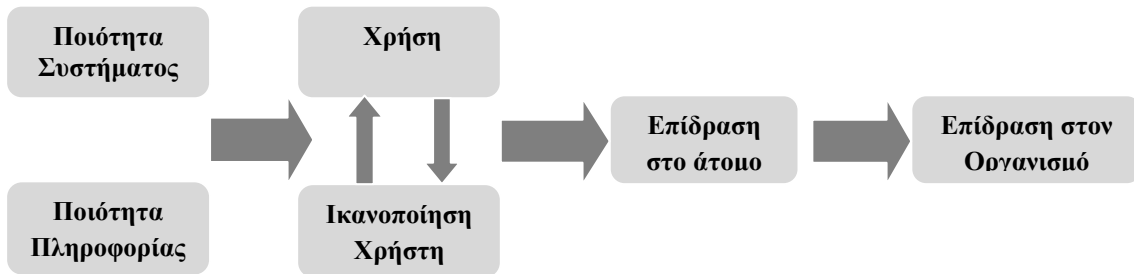 Ποιότητα
Συστήματος
Χρήση
Επίδραση
στο άτομο
Επίδραση στον
Οργανισμό
Ποιότητα
Πληροφορίας
Ικανοποίηση
Χρήστη